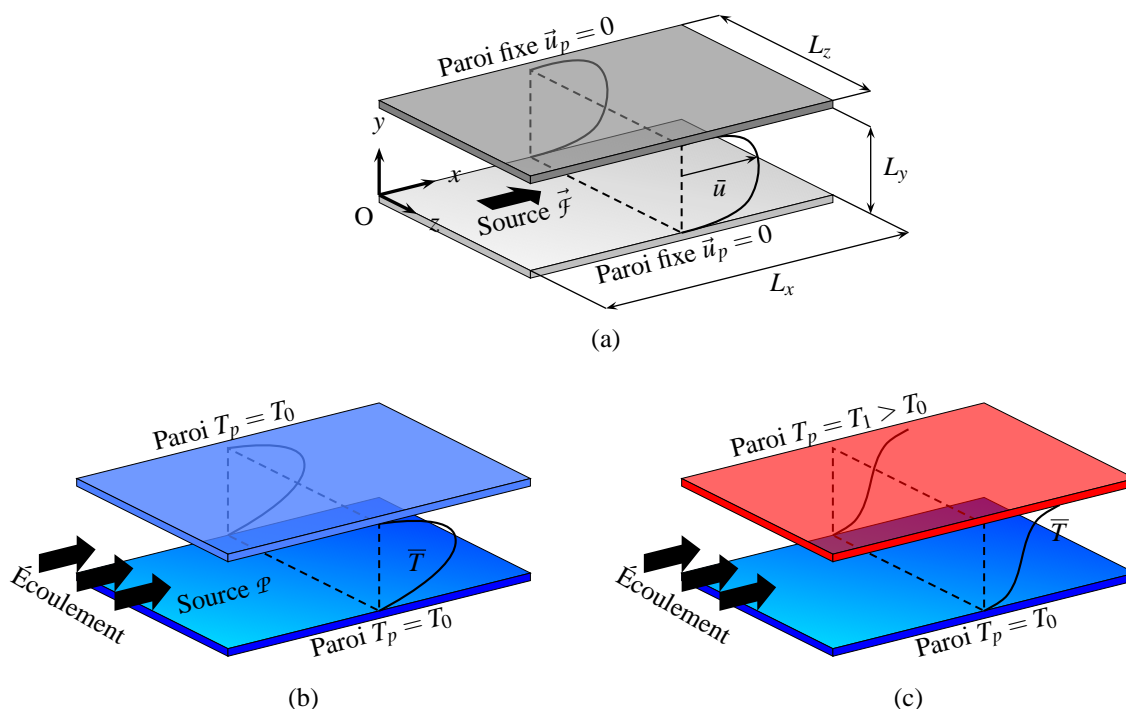 Paroi fixe $\vec{u}_p = 0$
$L_z$
y
x
$\bar{u}$
$L_y$
O
z
Source $\vec{\mathcal{F}}$
Paroi fixe $\vec{u}_p = 0$
$L_x$
(a)
Paroi $T_p = T_0$
$\overline{T}$
Écoulement
Source $\mathcal{P}$
Paroi $T_p = T_0$
(b)
Paroi $T_p = T_1 > T_0$
$\overline{T}$
Écoulement
Paroi $T_p = T_0$
(c)